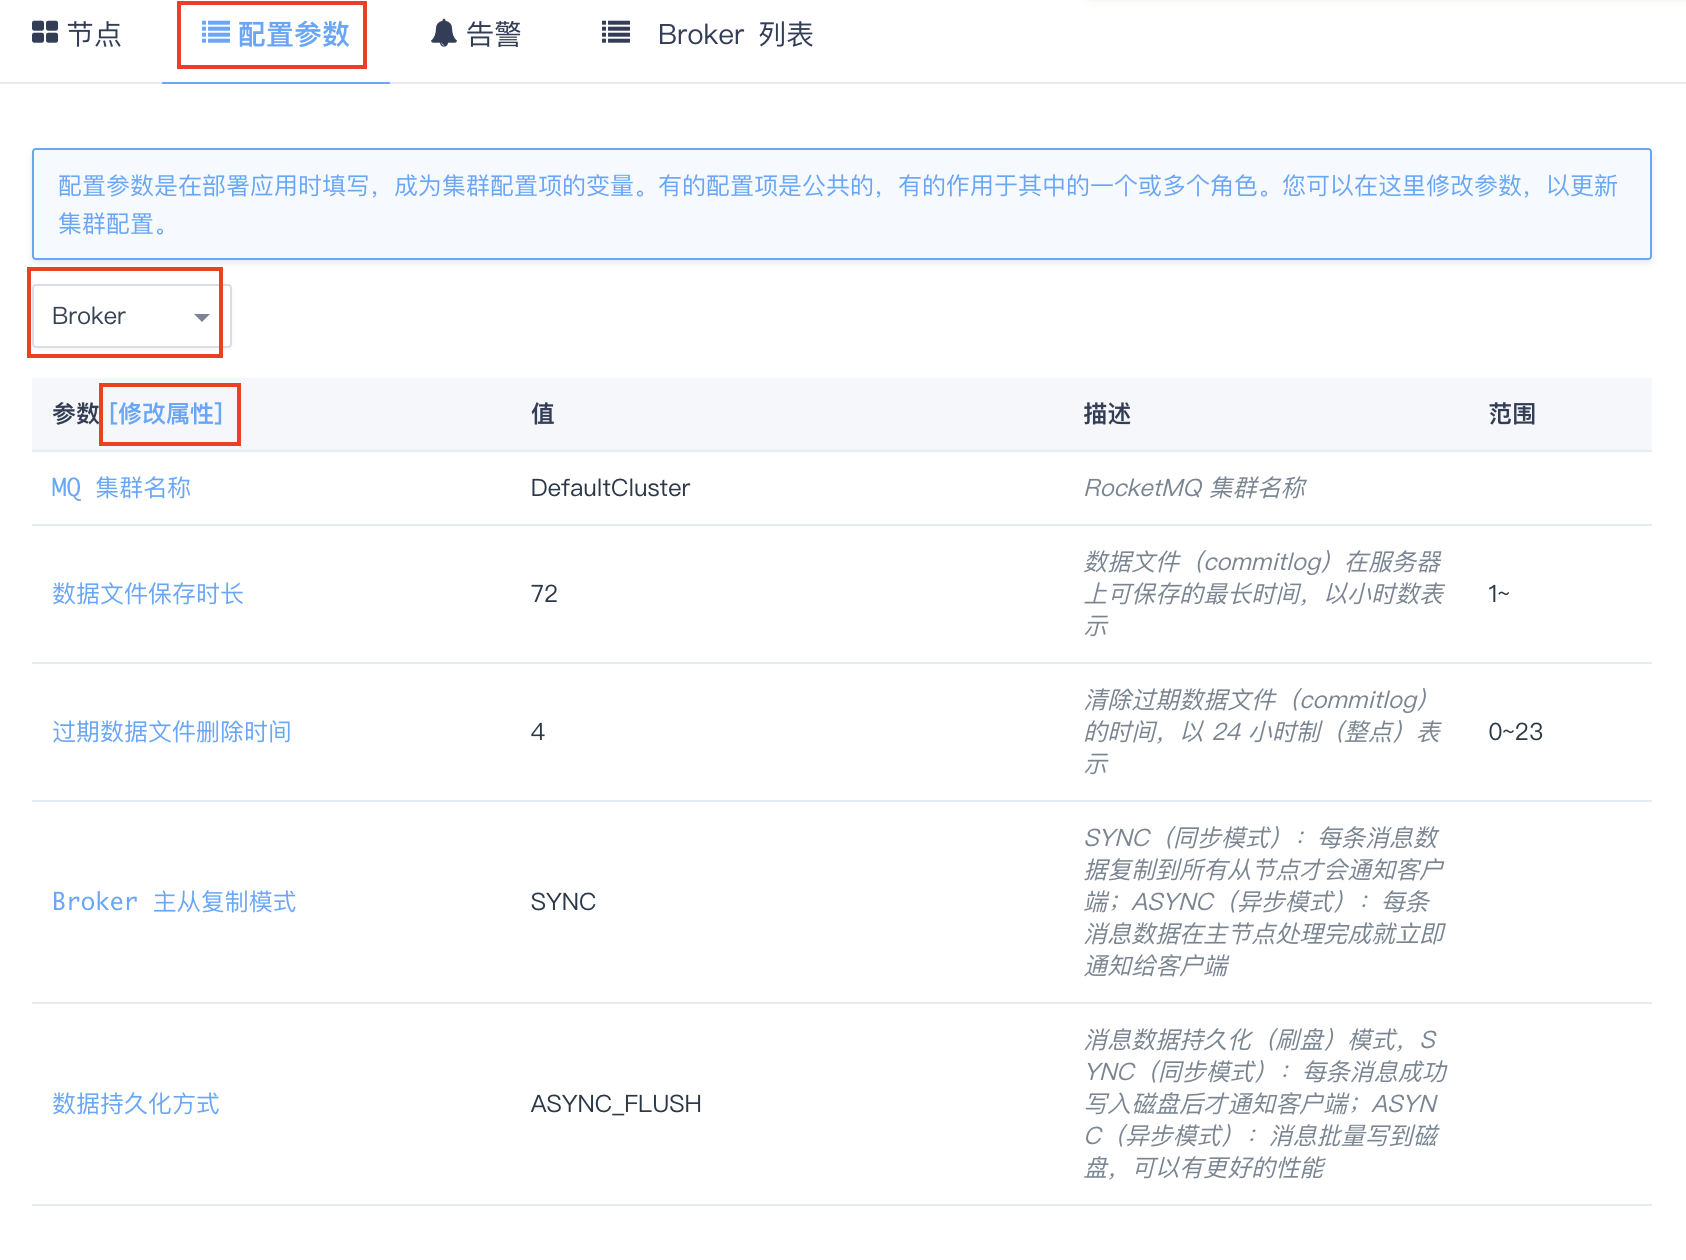 节点
配置参数
告警
Broker 列表
配置参数是在部署应用时填写，成为集群配置项的变量。有的配置项是公共的，有的作用于其中的一个或多个角色。您可以在这里修改参数，以更新
集群配置。
Broker
参数 [修改属性] 值 描述 范围
MQ 集群名称 DefaultCluster RocketMQ 集群名称
数据文件保存时长 72 1~
数据文件（commitlog）在服务器
上可保存的最长时间，以小时数表
示
过期数据文件删除时间 4 0~23
清除过期数据文件（commitlog）
的时间，以 24 小时制（整点）表
示
Broker 主从复制模式 SYNC
SYNC（同步模式）：每条消息数
据复制到所有从节点才会通知客户
端；ASYNC（异步模式）：每条
消息数据在主节点处理完成就立即
通知给客户端
数据持久化方式 ASYNC_FLUSH
消息数据持久化（刷盘）模式，S
YNC（同步模式）：每条消息成功
写入磁盘后才通知客户端；ASYN
C（异步模式）：消息批量写到磁
盘，可以有更好的性能